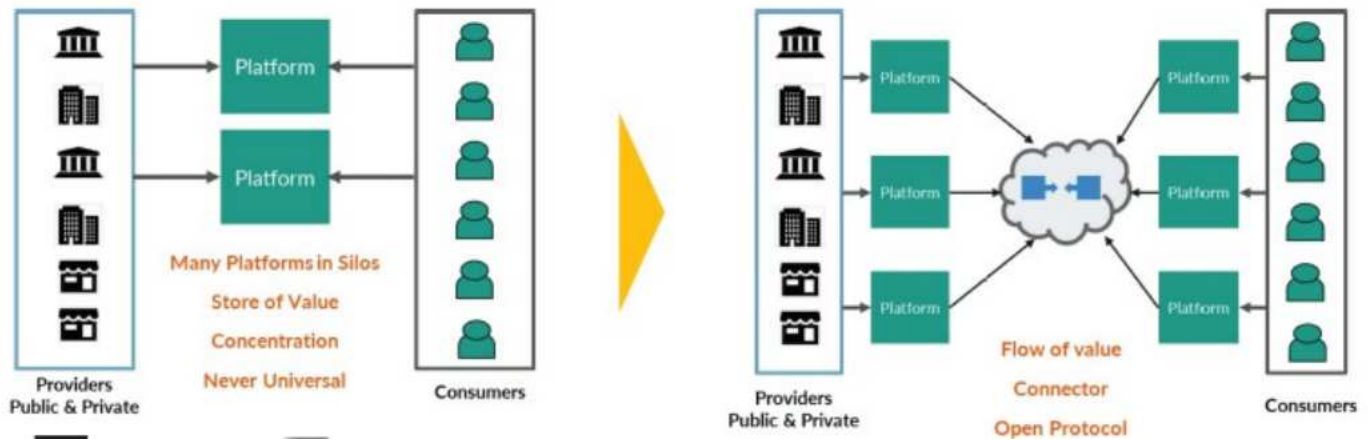 Platform
Platform
Many Platforms in Silos
Store of Value
Concentration
Never Universal
Providers
Public & Private
Consumers
Platform
Platform
Platform
Platform
Platform
Platform
Flow of value
Connector
Open Protocol
Providers
Public & Private
Consumers